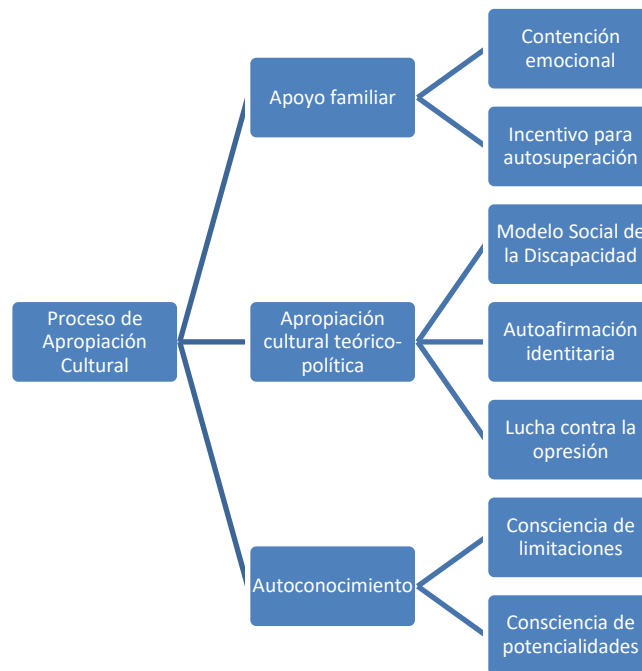 Proceso de
Apropiación
Cultural
Apoyo familiar
Contención
emocional
Incentivo para
autosuperación
Apropiación
cultural teórico-
política
Modelo Social de
la Discapacidad
Autoafirmación
identitaria
Lucha contra la
opresión
Autoconocimiento
Consciencia de
limitaciones
Consciencia de
potencialidades